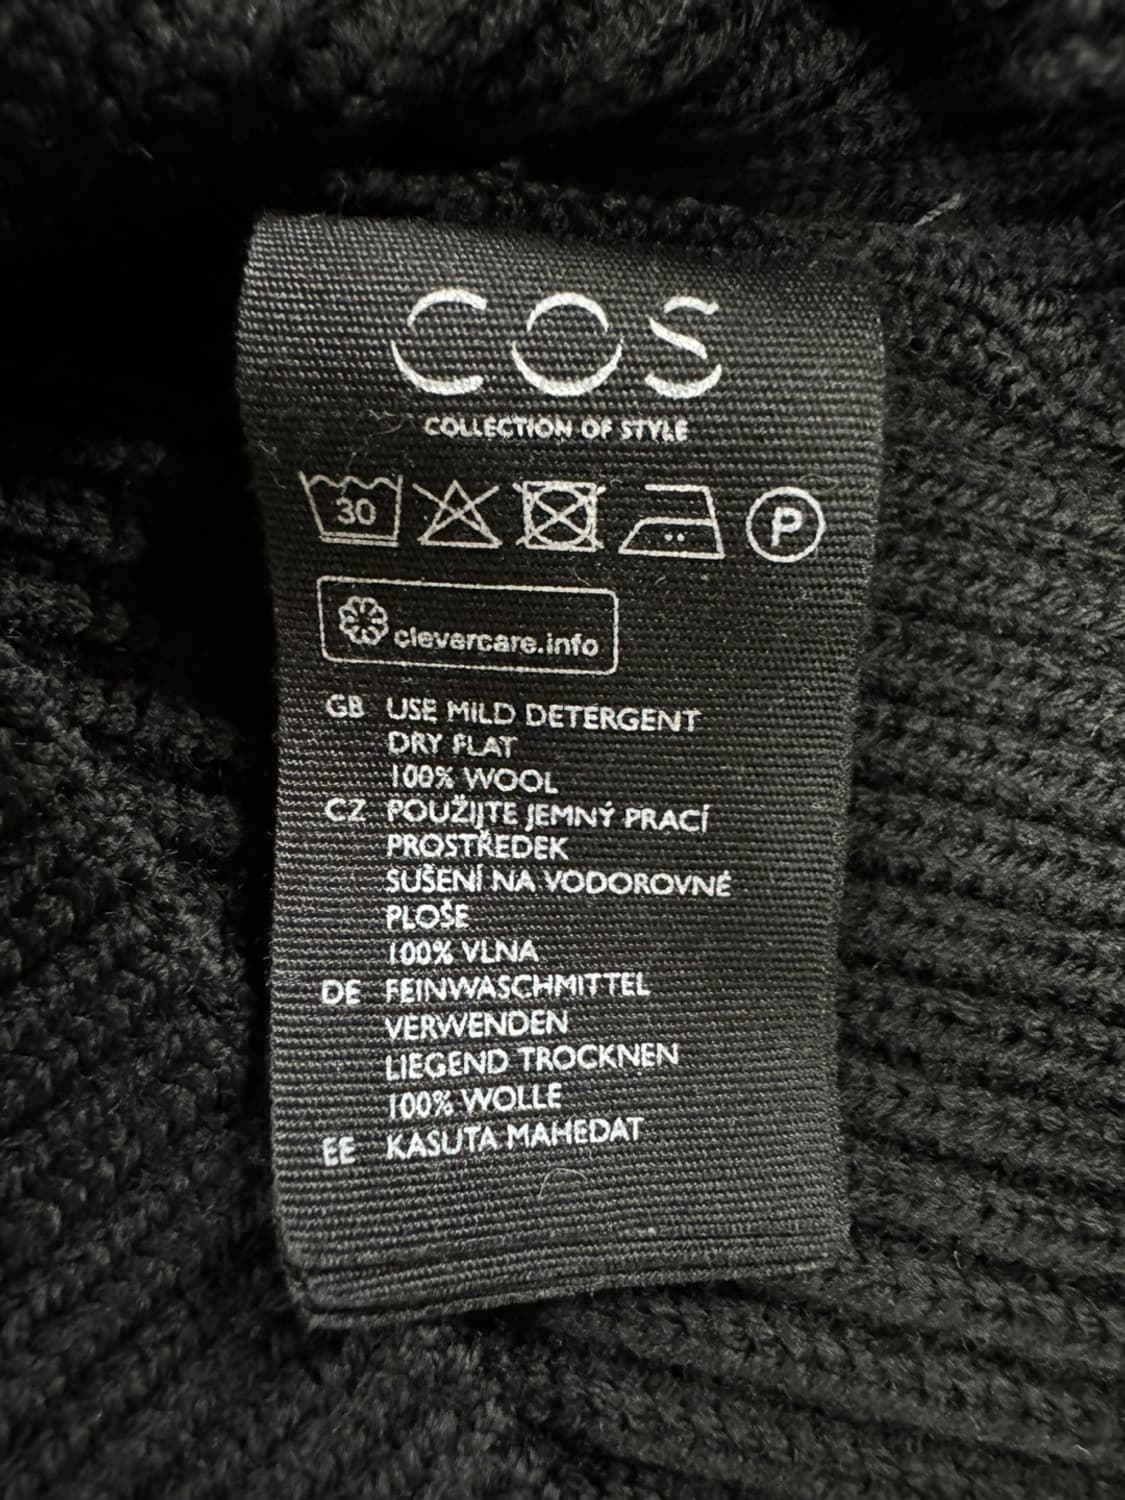 COS
COLLECTION OF STYLE
30 P
clevercare.info
GB USE MILD DETERGENT
DRY FLAT
100% WOOL
CZ POUŽIJTE JEMNÝ PRACÍ
PROSTŘEDEK
SUŠENÍ NA VODOROVNÉ
PLOŠE
100% VLNA
DE FEINWASCHMITTEL
VERWENDEN
LIEGEND TROCKNEN
100% WOLLE
EE KASUTA MAHEDAT